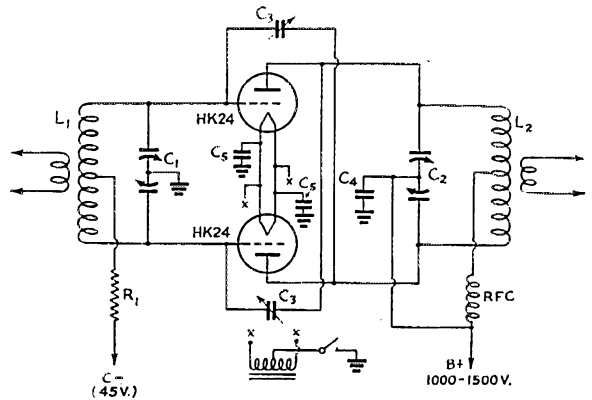 C3
L1
HK24
L2
C1
C5
X
X
C5
C4
C2
HK24
R1
C3
RFC
X
X
C-
(45V.)
B+
1000-1500V.